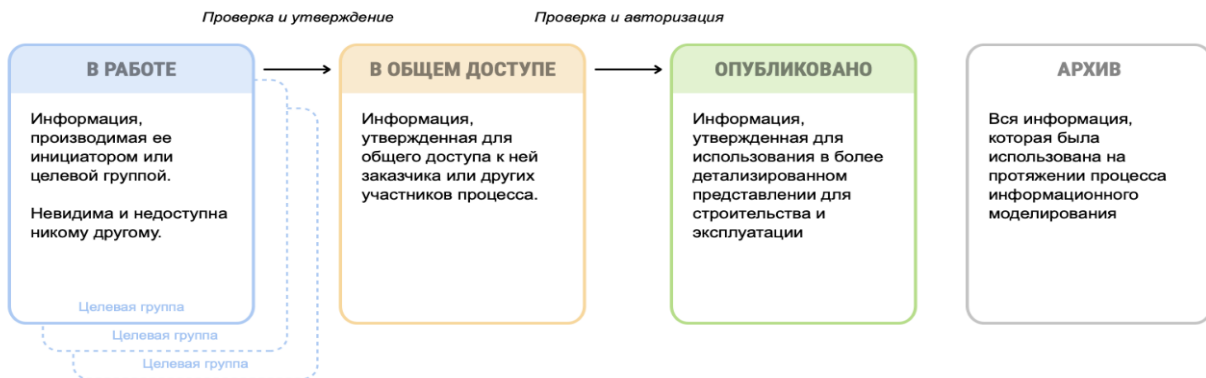 Проверка и утверждение
Проверка и авторизация
В РАБОТЕ
Информация,
производимая ее
инициатором или
целевой группой.
Невидима и недоступна
никому другому.
Целевая группа
Целевая группа
Целевая группа
В ОБЩЕМ ДОСТУПЕ
Информация,
утвержденная для
общего доступа к ней
заказчика или других
участников процесса.
ОПУБЛИКОВАНО
Информация,
утвержденная для
использования в более
детализированном
представлении для
строительства и
эксплуатации
АРХИВ
Вся информация,
которая была
использована на
протяжении процесса
информационного
моделирования